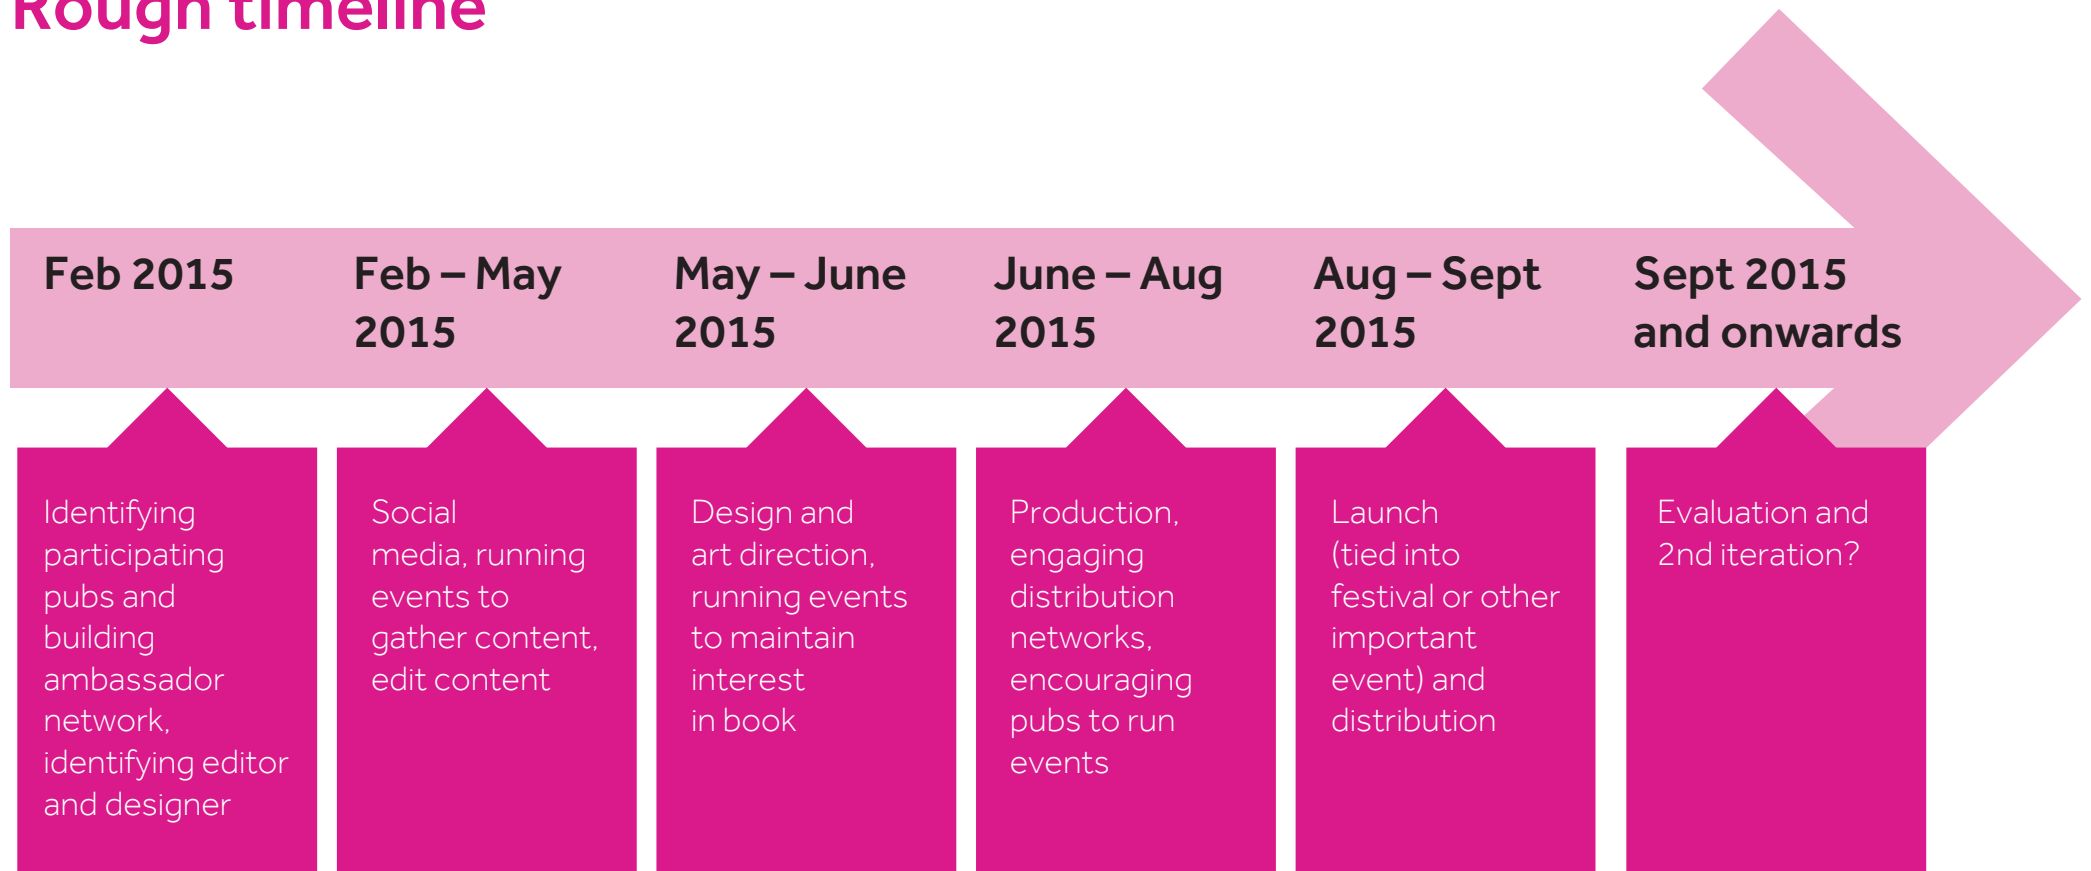 Rough timeline
Feb 2015
Feb – May
2015
May – June
2015
June – Aug
2015
Aug – Sept
2015
Sept 2015
and onwards
Identifying
participating
pubs and
building
ambassador
network,
identifying editor
and designer
Social
media, running
events to
gather content,
edit content
Design and
art direction,
running events
to maintain
interest
in book
Production,
engaging
distribution
networks,
encouraging
pubs to run
events
Launch
(tied into
festival or other
important
event) and
distribution
Evaluation and
2nd iteration?